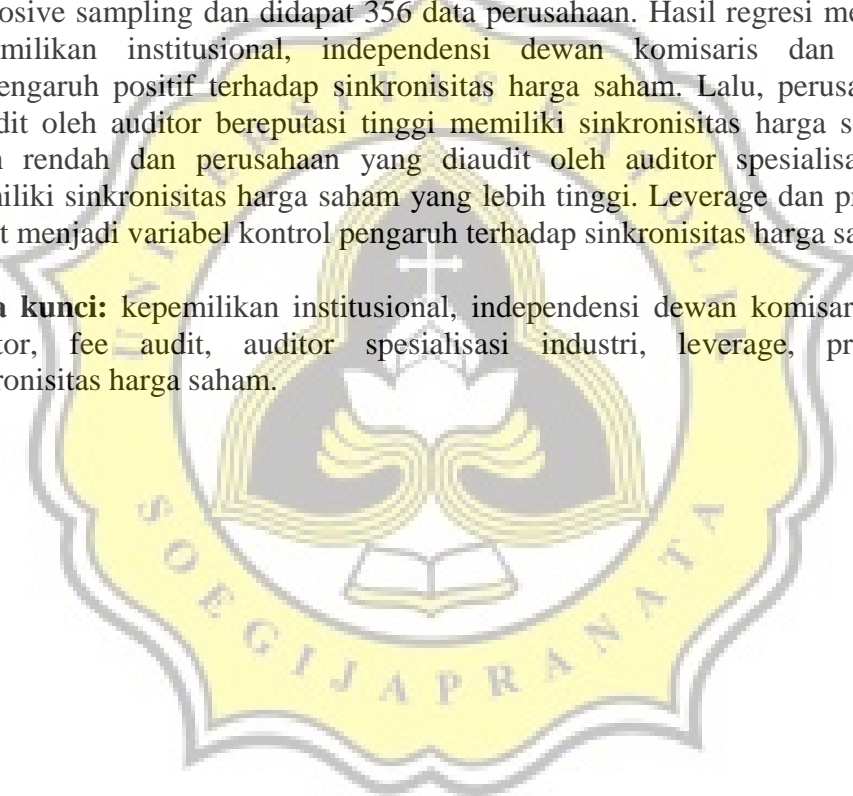 osive sampling dan didapat 356 data perusahaan. Hasil regresi me
emilikan institusional, independensi dewan komisaris dan
engaruh positif terhadap sinkronisitas harga saham. Lalu, perusa
dit oleh auditor bereputasi tinggi memiliki sinkronisitas harga s
rendah dan perusahaan yang diaudit oleh auditor spesialisa
iliki sinkronisitas harga saham yang lebih tinggi. Leverage dan p
t menjadi variabel kontrol pengaruh terhadap sinkronisitas harga sa
a kunci: kepemilikan institusional, independensi dewan komisar
tor, fee audit, auditor spesialisasi industri, leverage, pr
ronisitas harga saham.
UNIVERSITAS KATOLIK
SOEGIJAPRANATA